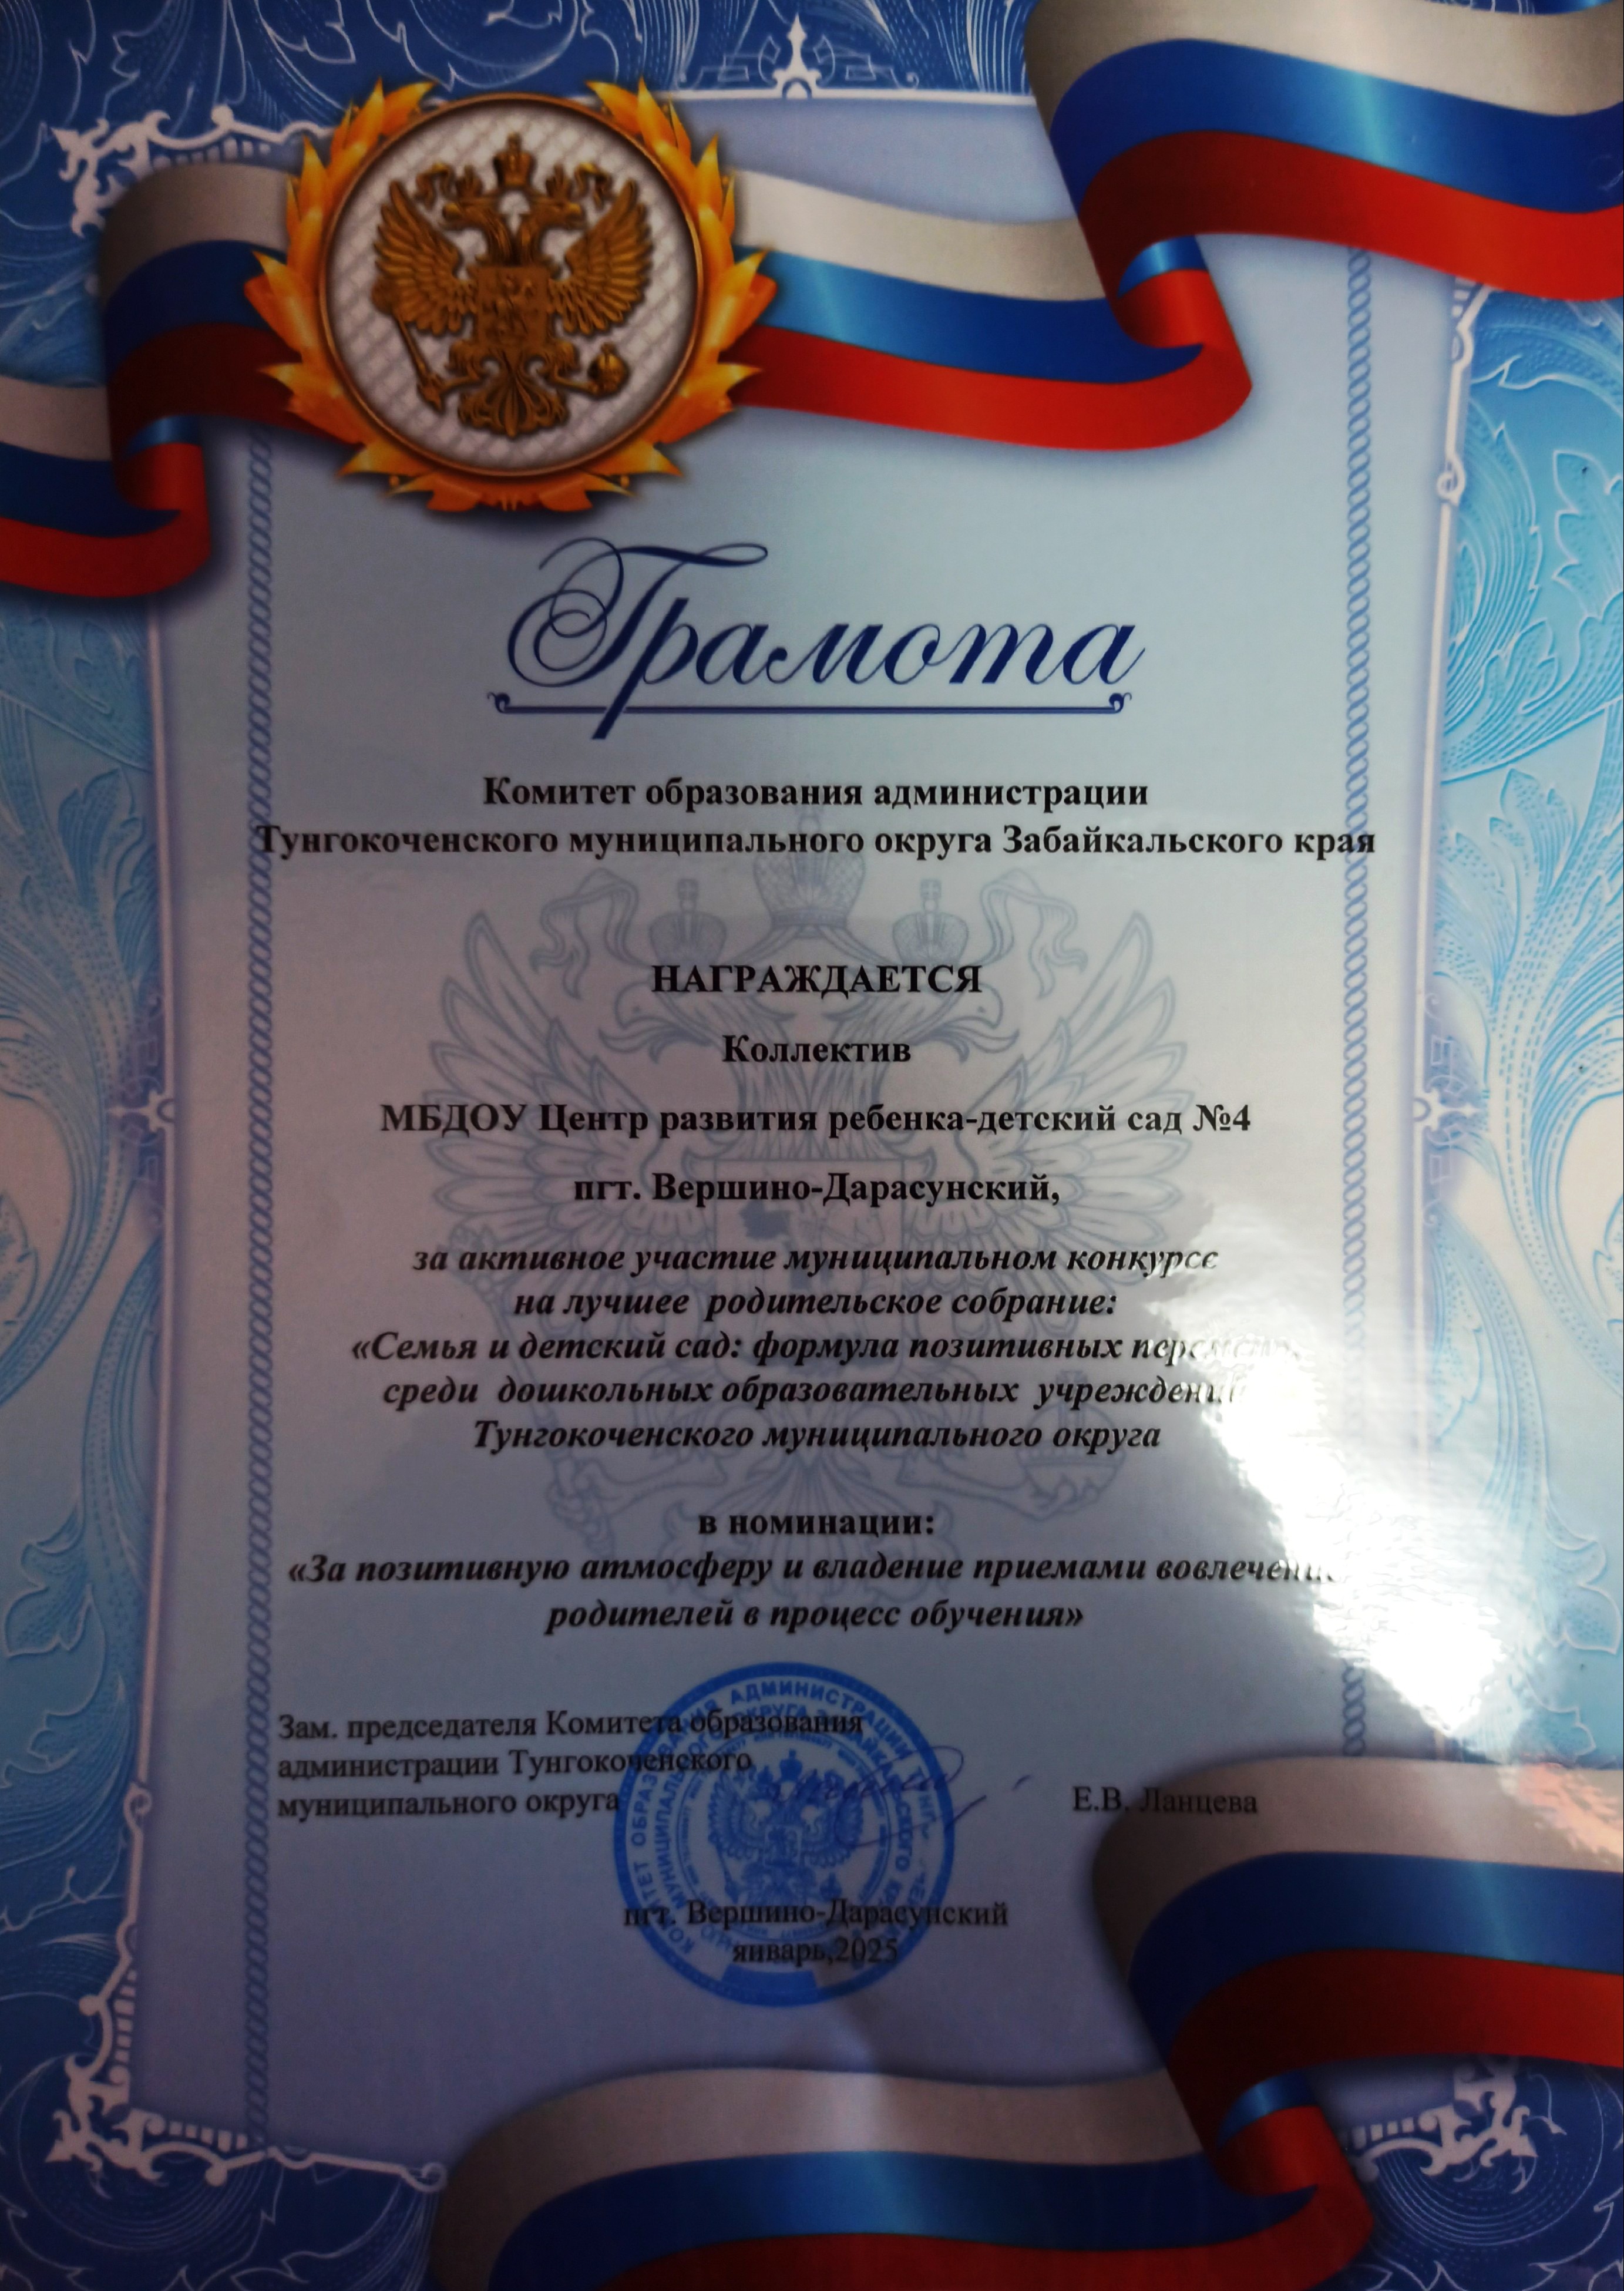 Грамота
Комитет образования администрации
Тунгокоченского муниципального округа Забайкальского края
НАГРАЖДАЕТСЯ
Коллектив
МБДОУ Центр развития ребенка-детский сад №4
пгт. Вершино-Дарасунский,
за активное участие муниципальном конкурсе
на лучшее родительское собрание:
«Семья и детский сад: формула позитивных
среди дошкольных образовательных
Тунгокоченского муниципального округа
в номинации:
«За позитивную атмосферу и владение приемами
родителей в процесс обучения»
Зам. председателя Комитета образования
администрации Тунгокоченского
муниципального округа
Е.В. Ланцева
пгт. Вершино-Дарасунский
январь,2025